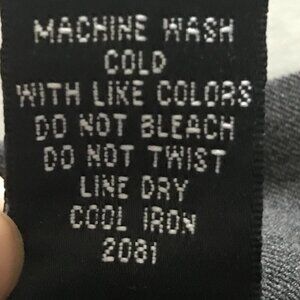 MACHINE WASH
COLD
WITH LIKE COLORS
DO NOT BLEACH
DO NOT TWIST
LINE DRY
COOL IRON
2081